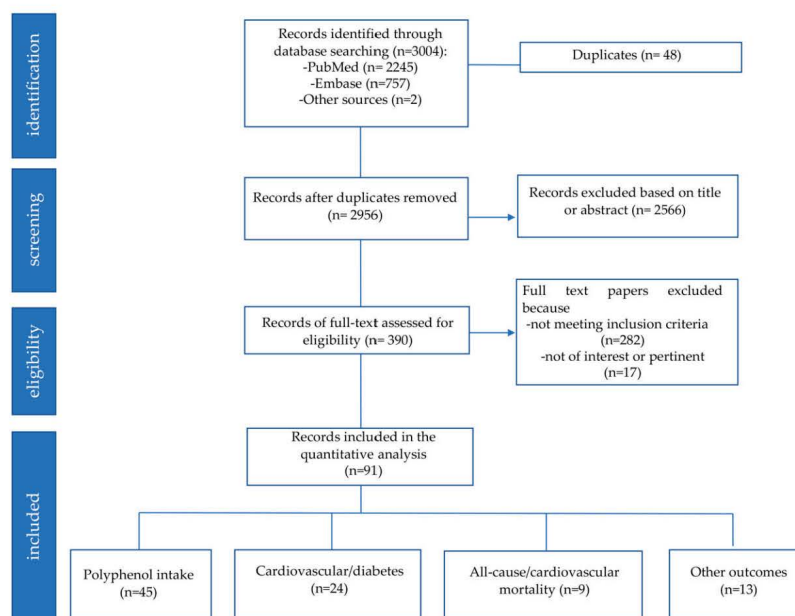 identification
Records identified through
database searching (n=3004):
-PubMed (n= 2245)
-Embase (n=757)
-Other sources (n=2)
Duplicates (n= 48)
screening
Records after duplicates removed
(n= 2956)
Records excluded based on title
or abstract (n= 2566)
eligibility
Records of full-text assessed for
eligibility (n= 390)
Full text papers excluded
because
-not meeting inclusion criteria
(n=282)
-not of interest or pertinent
(n=17)
included
Records included in the
quantitative analysis
(n=91)
Polyphenol intake
(n=45)
Cardiovascular/diabetes
(n=24)
All-cause/cardiovascular
mortality (n=9)
Other outcomes
(n=13)